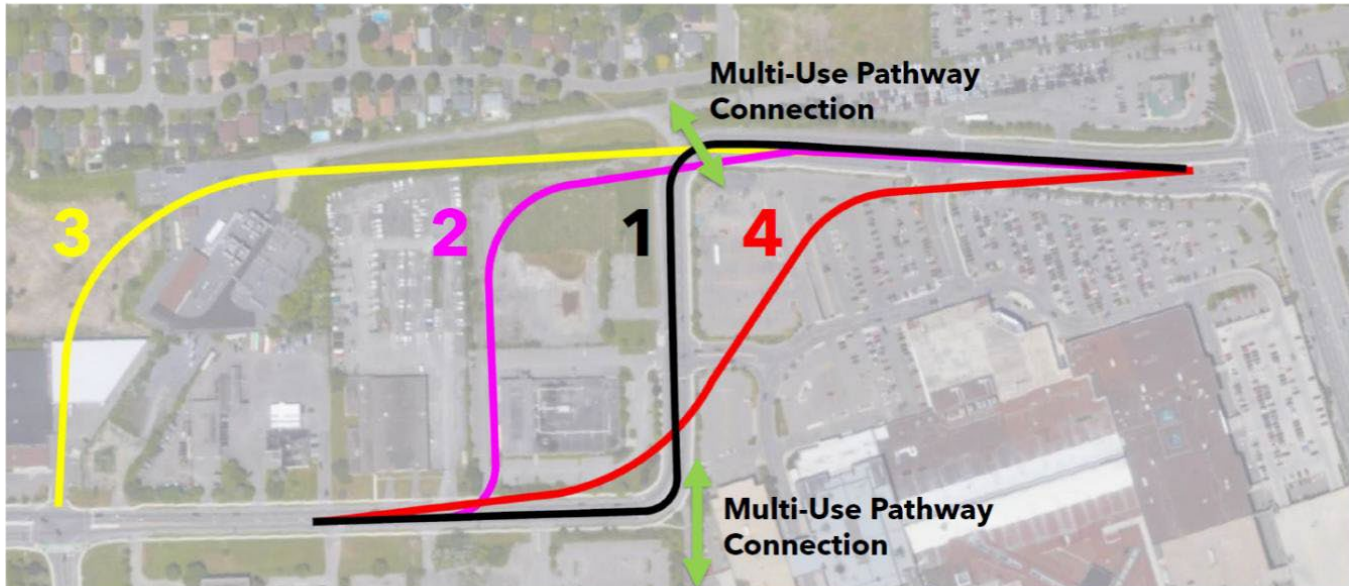 Multi-Use Pathway
Connection
3
2
1
4
Multi-Use Pathway
Connection